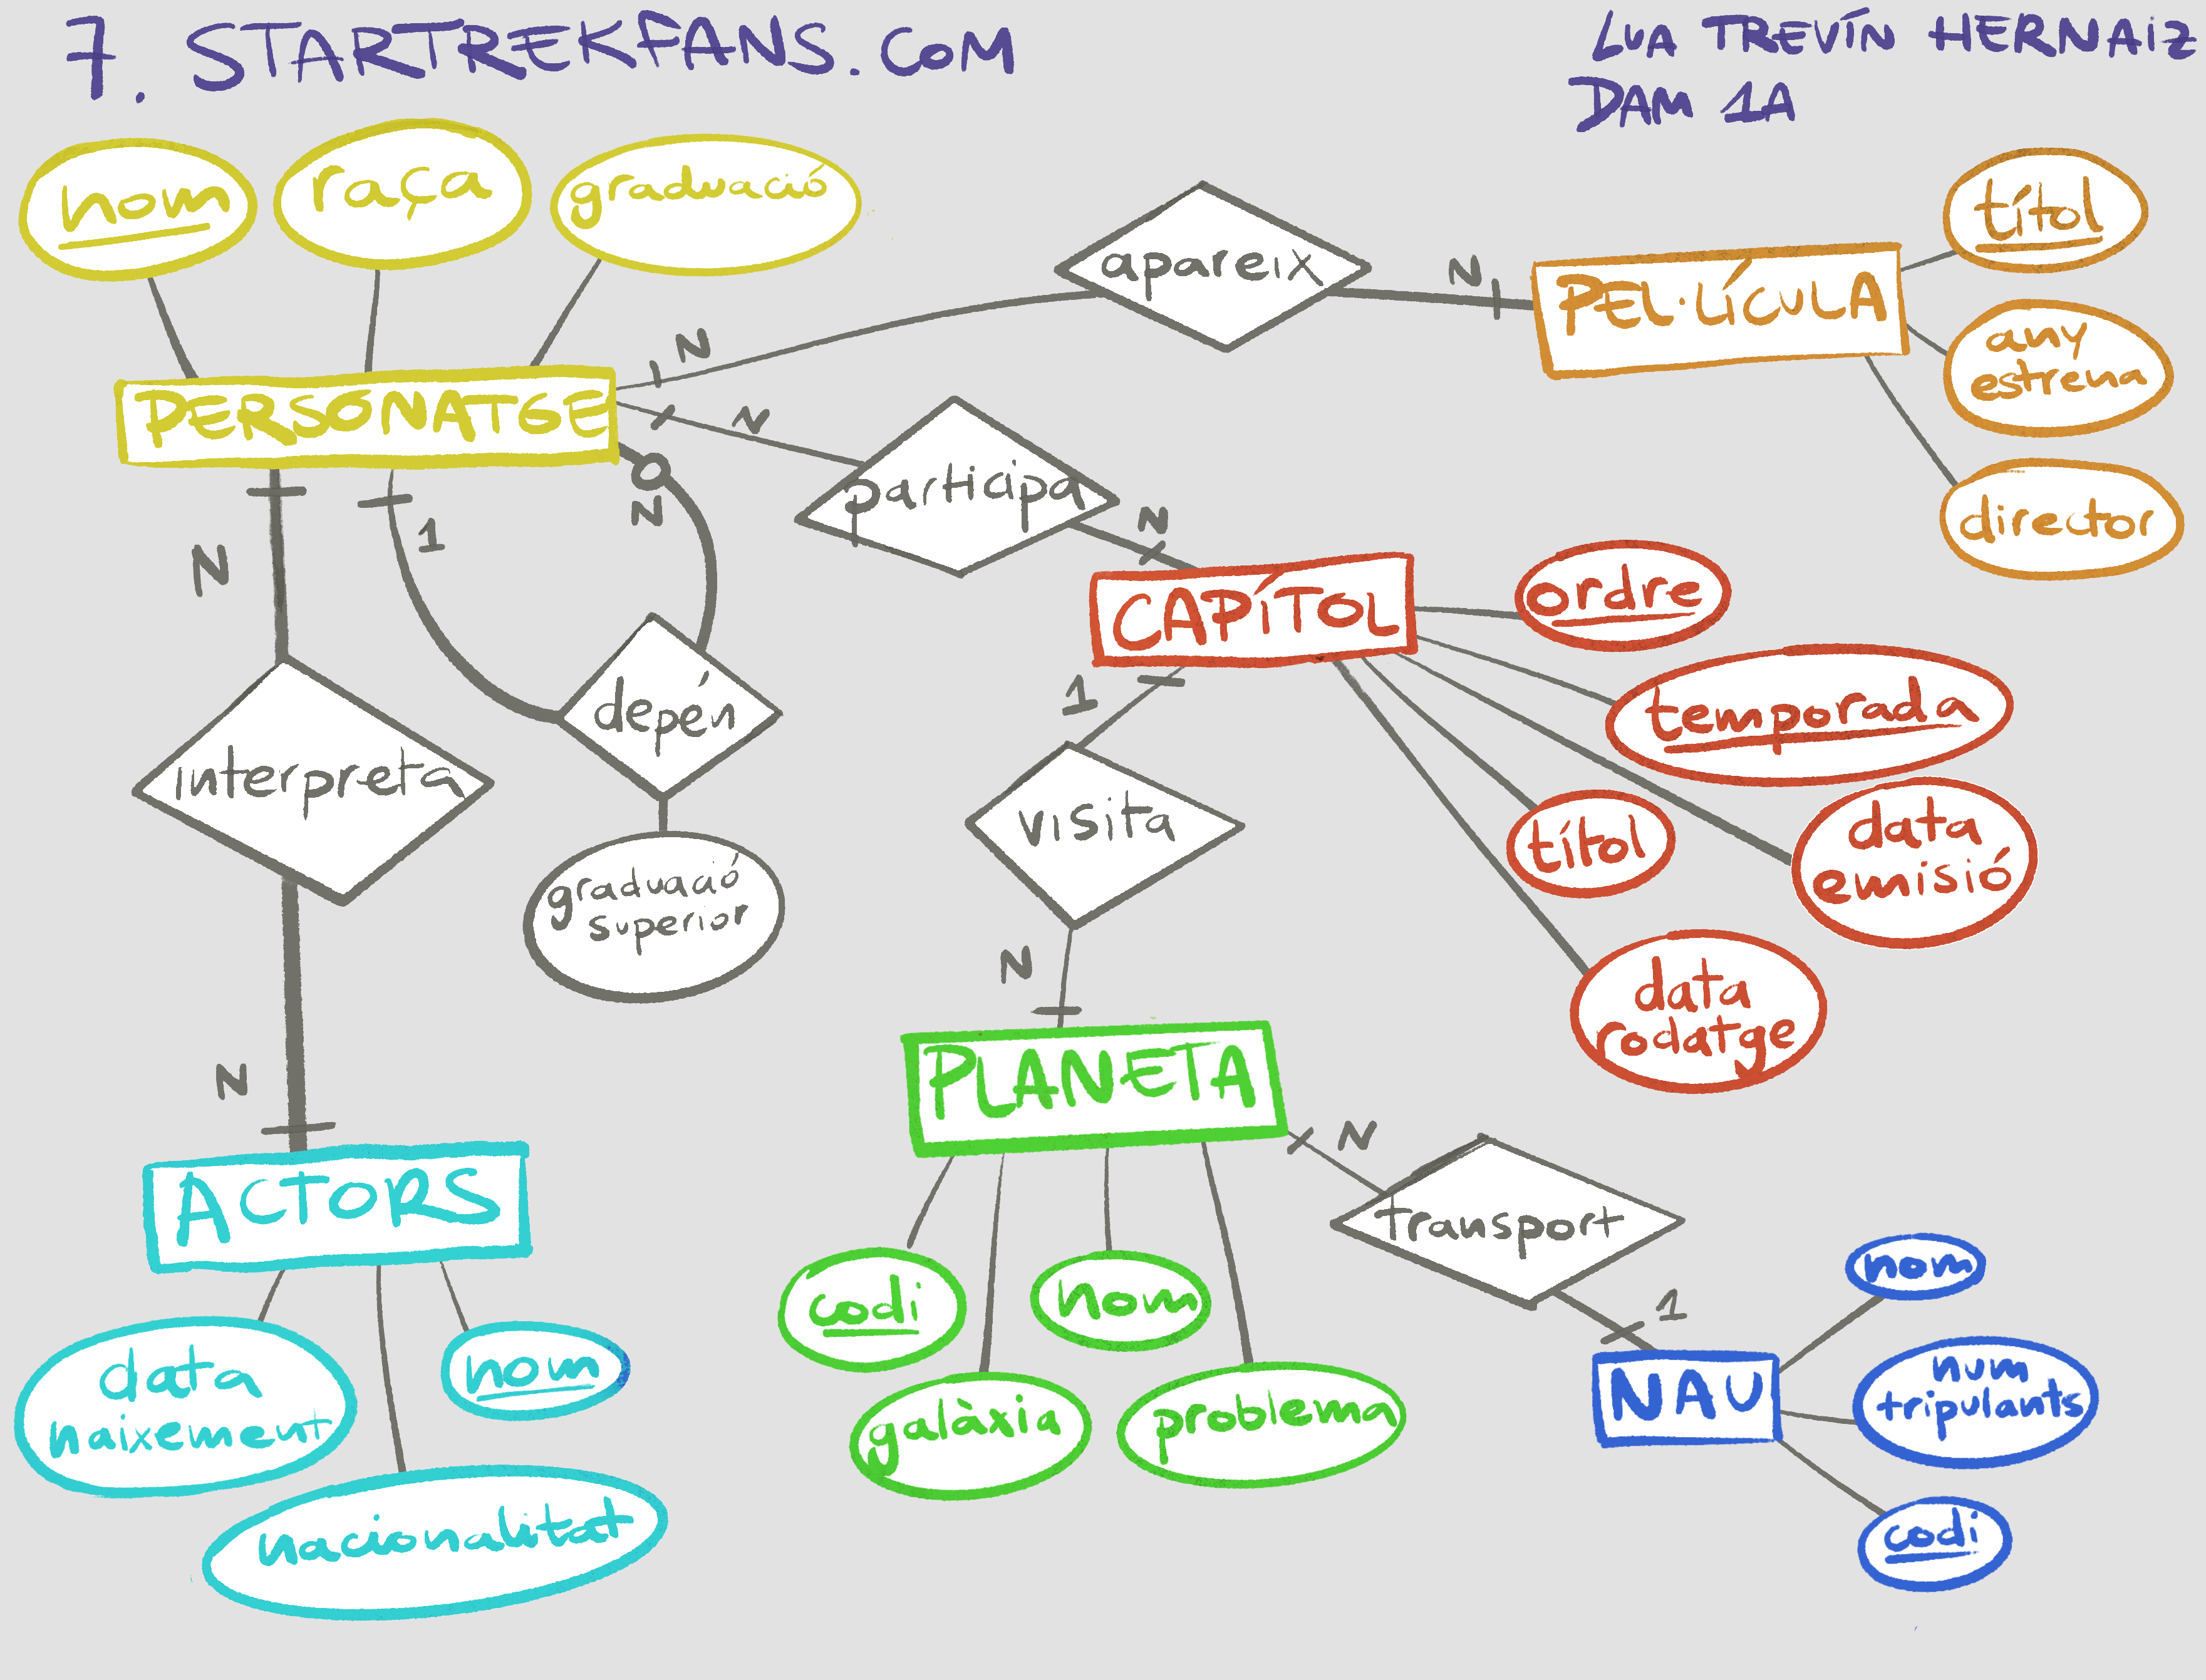 7. STARTREKFANS.COM
LUA TREVÍN HERNAIZ
DAM 1A
nom
raça
graduació
apareix
N
N
PEL·LÍCULA
títol
any
estrena
director
PERSONATGE
N
participa
N
N
1
N
depén
graduació
superior
interpreta
N
ACTORS
data
naixement
nom
nacionalitat
CAPÍTOL
ordre
temporada
títol
data
emisió
data
rodatge
1
visita
N
PLANETA
codi
nom
galàxia
problema
N
transport
1
NAU
nom
num
tripulants
codi